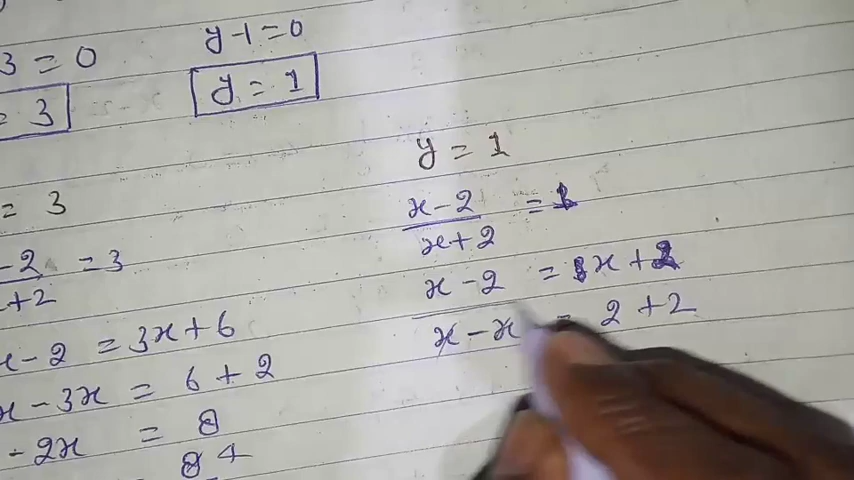 3 = 0
y-1=0
= 3
y = 1
= 3
-2 = 3
+2
x-2 = 3x+6
x - 3x = 6 + 2
- 2x = 8
8 4
y = 1
x-2 = 1
x+2
x - 2 = x + 2
x - x = 2 + 2